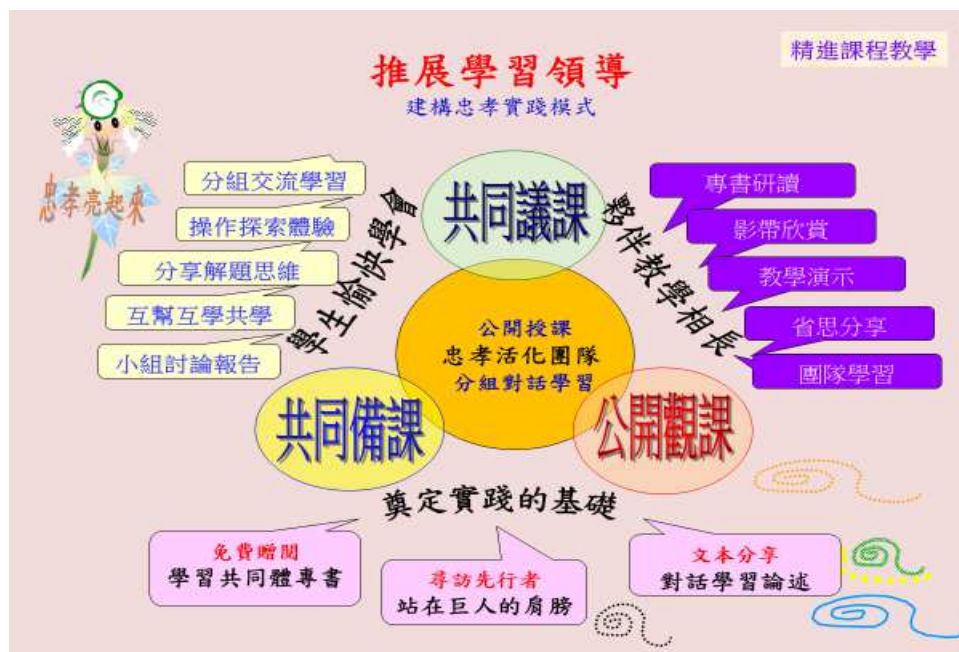 精進課程教學
推展學習領導
建構忠孝實踐模式
忠孝亮起來
分組交流學習
操作探索體驗
分享解題思維
互幫互學共學
小組討論報告
學生愉快學會
共同議課
夥伴教學相長
專書研讀
影帶欣賞
教學演示
省思分享
團隊學習
公開授課
忠孝活化團隊
分組對話學習
共同備課
公開觀課
奠定實踐的基礎
免費贈閱
學習共同體專書
尋訪先行者
站在巨人的肩膀
文本分享
對話學習論述